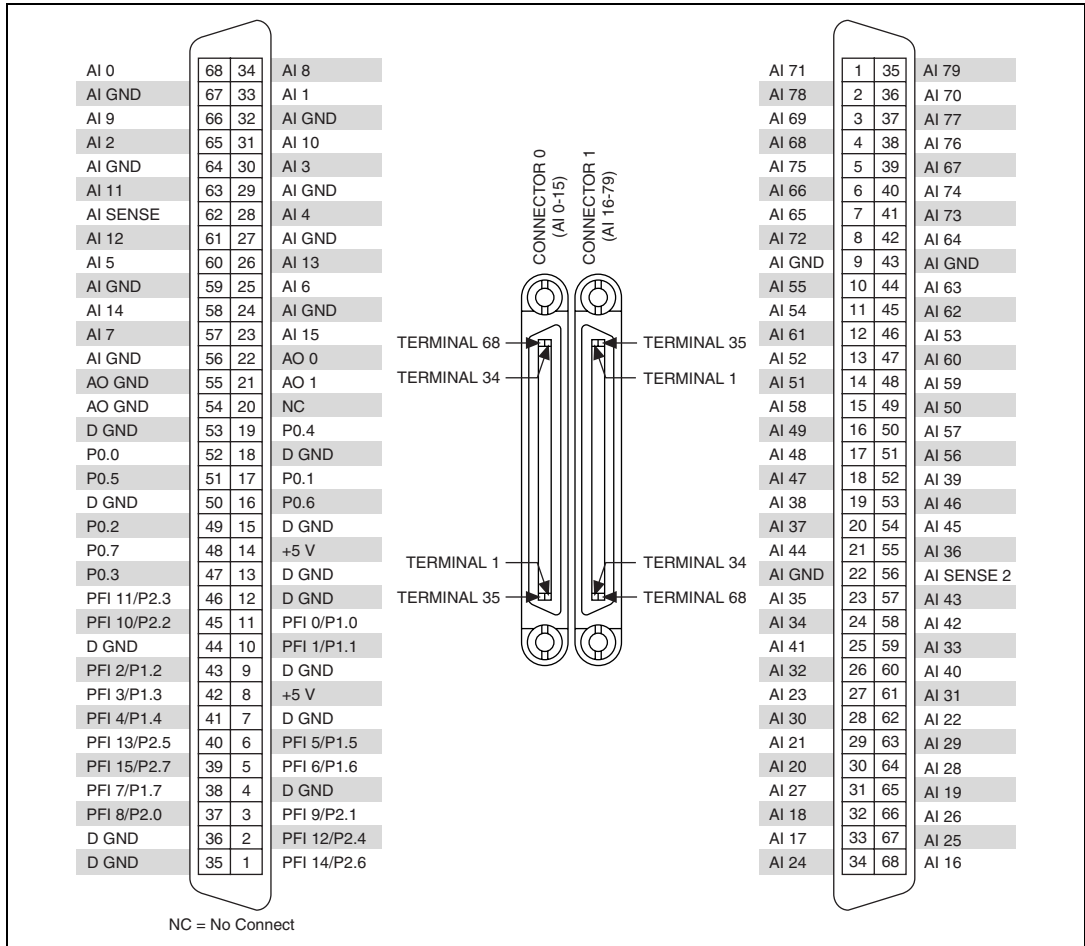 AI 0 68 34 AI 8
AI GND 67 33 AI 1
AI 9 66 32 AI GND
AI 2 65 31 AI 10
AI GND 64 30 AI 3
AI 11 63 29 AI GND
AI SENSE 62 28 AI 4
AI 12 61 27 AI GND
AI 5 60 26 AI 13
AI GND 59 25 AI 6
AI 14 58 24 AI GND
AI 7 57 23 AI 15
AI GND 56 22 AO 0
AO GND 55 21 AO 1
AO GND 54 20 NC
D GND 53 19 P0.4
P0.0 52 18 D GND
P0.5 51 17 P0.1
D GND 50 16 P0.6
P0.2 49 15 D GND
P0.7 48 14 +5 V
P0.3 47 13 D GND
PFI 11/P2.3 46 12 D GND
PFI 10/P2.2 45 11 PFI 0/P1.0
D GND 44 10 PFI 1/P1.1
PFI 2/P1.2 43 9 D GND
PFI 3/P1.3 42 8 +5 V
PFI 4/P1.4 41 7 D GND
PFI 13/P2.5 40 6 PFI 5/P1.5
PFI 15/P2.7 39 5 PFI 6/P1.6
PFI 7/P1.7 38 4 D GND
PFI 8/P2.0 37 3 PFI 9/P2.1
D GND 36 2 PFI 12/P2.4
D GND 35 1 PFI 14/P2.6
NC = No Connect
CONNECTOR 0
(AI 0-15)
CONNECTOR 1
(AI 16-79)
TERMINAL 68
TERMINAL 34
TERMINAL 35
TERMINAL 1
TERMINAL 1
TERMINAL 35
TERMINAL 34
TERMINAL 68
AI 71 1 35 AI 79
AI 78 2 36 AI 70
AI 69 3 37 AI 77
AI 68 4 38 AI 76
AI 75 5 39 AI 67
AI 66 6 40 AI 74
AI 65 7 41 AI 73
AI 72 8 42 AI 64
AI GND 9 43 AI GND
AI 55 10 44 AI 63
AI 54 11 45 AI 62
AI 61 12 46 AI 53
AI 52 13 47 AI 60
AI 51 14 48 AI 59
AI 58 15 49 AI 50
AI 49 16 50 AI 57
AI 48 17 51 AI 56
AI 47 18 52 AI 39
AI 38 19 53 AI 46
AI 37 20 54 AI 45
AI 44 21 55 AI 36
AI GND 22 56 AI SENSE 2
AI 35 23 57 AI 43
AI 34 24 58 AI 42
AI 41 25 59 AI 33
AI 32 26 60 AI 40
AI 23 27 61 AI 31
AI 30 28 62 AI 22
AI 21 29 63 AI 29
AI 20 30 64 AI 28
AI 27 31 65 AI 19
AI 18 32 66 AI 26
AI 17 33 67 AI 25
AI 24 34 68 AI 16